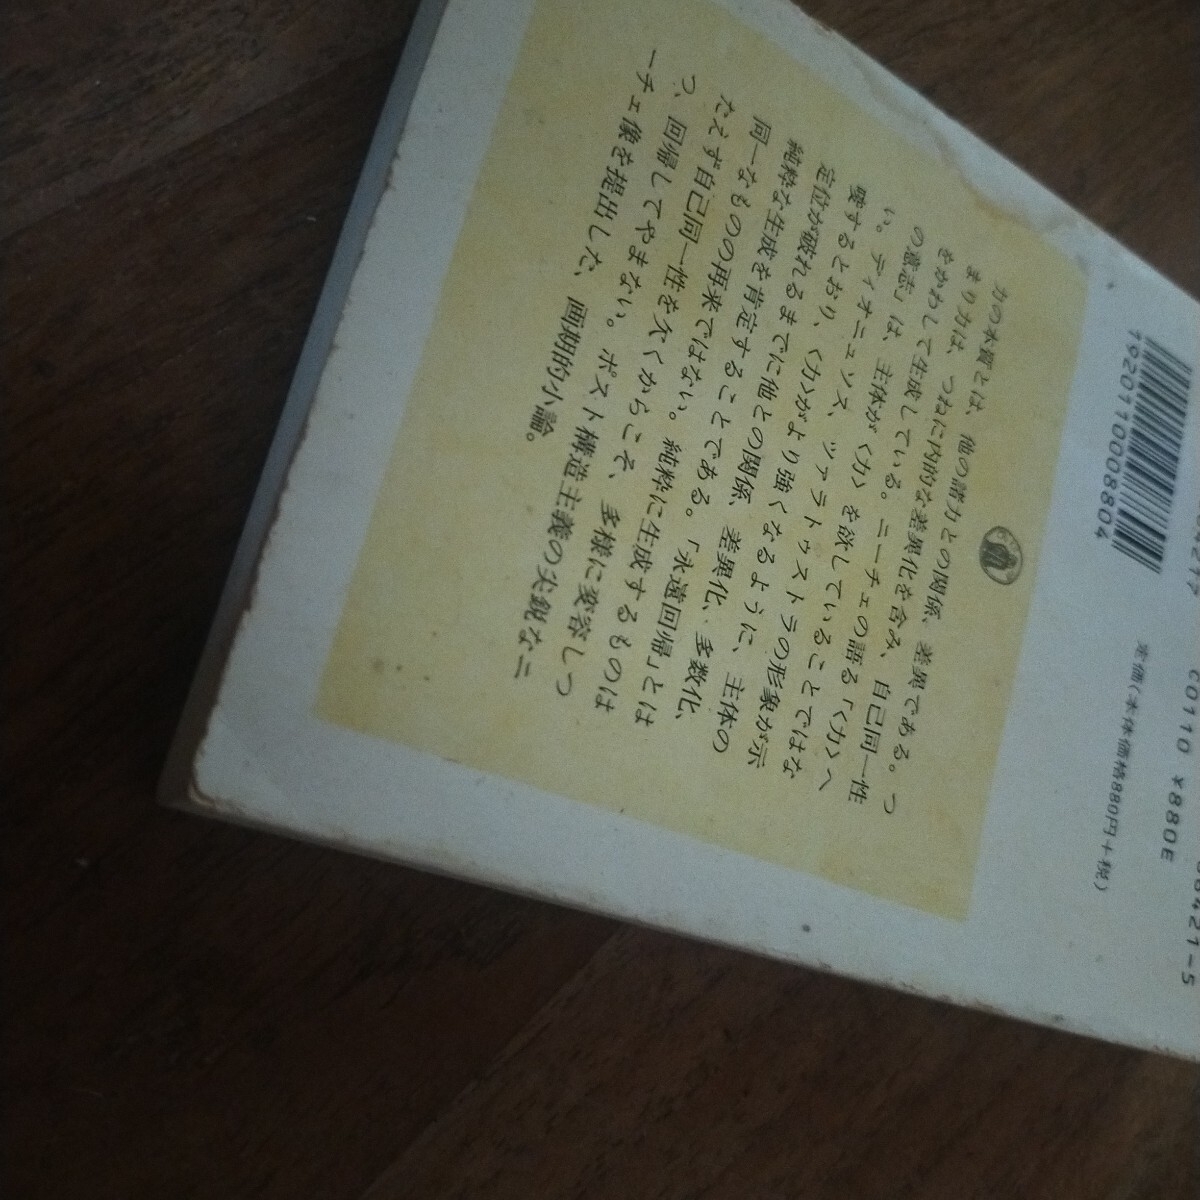 力の本質とは、他の諸力との関係、差異である。つ
まり力は、つねに内的な差異化を含み、自己同一性
をかわして生成している。ニーチェの語る「〈力〉へ
の意志」は、主体が〈力〉を欲していることではな
い。ディオニュソス、ツァラトゥストラの形象が示
唆するとおり、〈力〉がより強くなるように、主体の
定位が破れるまでに他との関係、差異化、多数化、
純粋な生成を肯定することである。「永遠回帰」とは
同一なものの再来ではない。純粋に生成するものは
たえず自己同一性を欠くからこそ、多様に変容しつ
つ、回帰してやまない。ポスト構造主義の尖鋭なニ
ーチェ像を提出した、画期的小論。
1920110008804
C0110 ¥880E
定価(本体価格880円+税)
8421-5